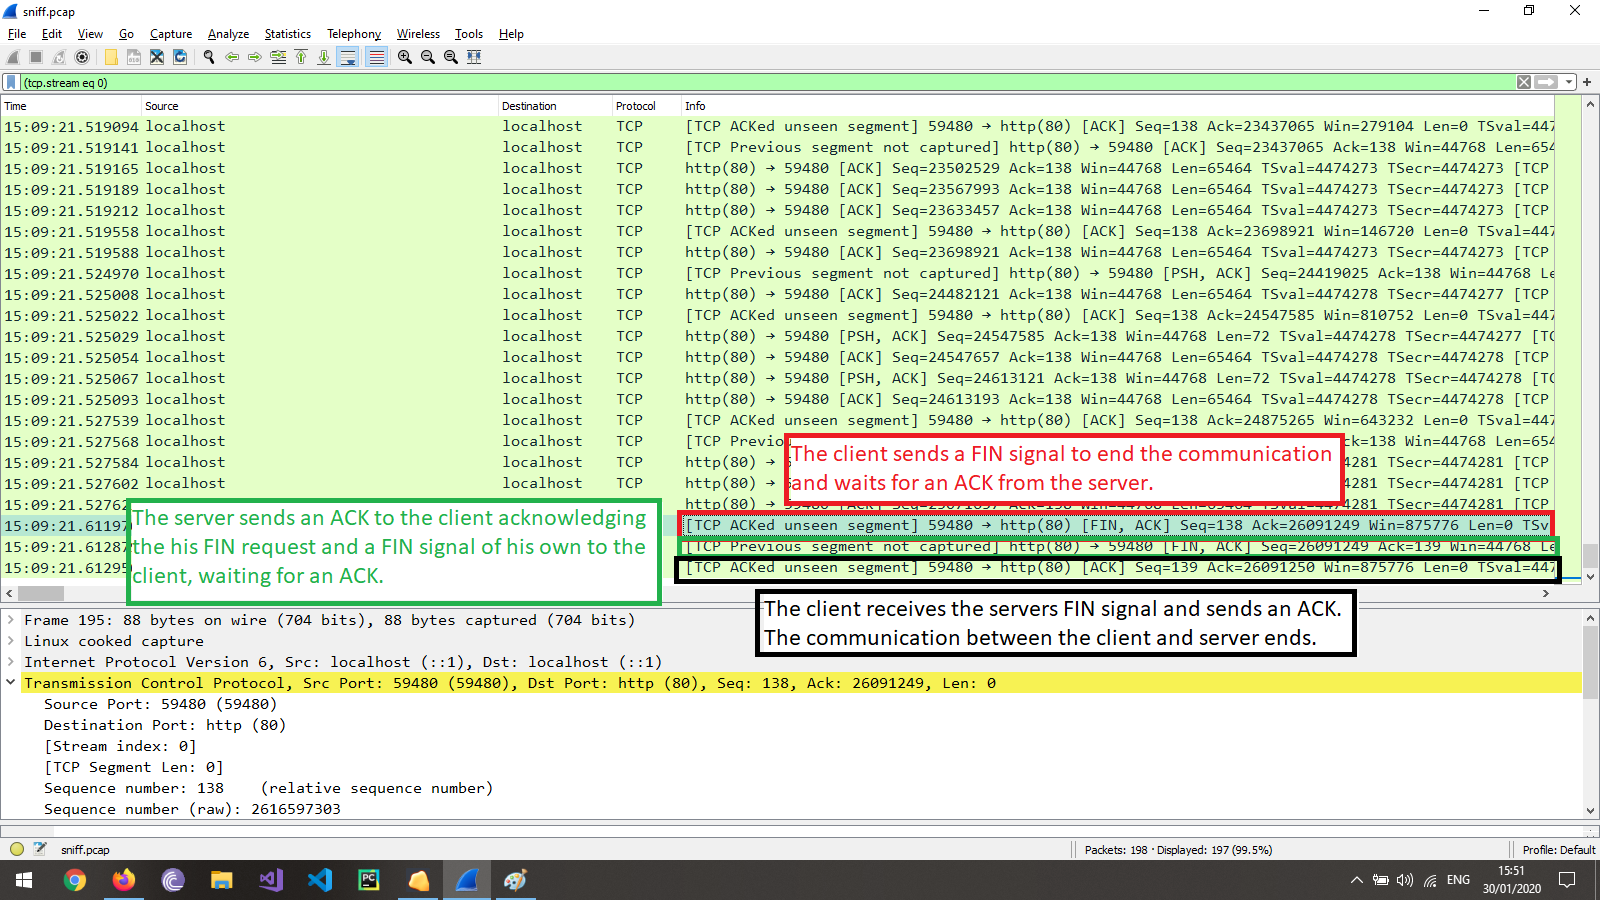 sniff.pcap
File Edit View Go Capture Analyze Statistics Telephony Wireless Tools Help
(tcp.stream eq 0)
Time Source Destination Protocol Info
15:09:21.519094 localhost localhost TCP [TCP ACKed unseen segment] 59480 → http(80) [ACK] Seq=138 Ack=23437065 Win=279104 Len=0 TSval=447
15:09:21.519141 localhost localhost TCP [TCP Previous segment not captured] http(80) → 59480 [ACK] Seq=23437065 Ack=138 Win=44768 Len=654
15:09:21.519165 localhost localhost TCP http(80) → 59480 [ACK] Seq=23502529 Ack=138 Win=44768 Len=65464 TSval=4474273 TSecr=4474273 [TCP
15:09:21.519189 localhost localhost TCP http(80) → 59480 [ACK] Seq=23567993 Ack=138 Win=44768 Len=65464 TSval=4474273 TSecr=4474273 [TCP
15:09:21.519212 localhost localhost TCP http(80) → 59480 [ACK] Seq=23633457 Ack=138 Win=44768 Len=65464 TSval=4474273 TSecr=4474273 [TCP
15:09:21.519558 localhost localhost TCP [TCP ACKed unseen segment] 59480 → http(80) [ACK] Seq=138 Ack=23698921 Win=146720 Len=0 TSval=447
15:09:21.519588 localhost localhost TCP http(80) → 59480 [ACK] Seq=23698921 Ack=138 Win=44768 Len=65464 TSval=4474273 TSecr=4474273 [TCP
15:09:21.524970 localhost localhost TCP [TCP Previous segment not captured] http(80) → 59480 [PSH, ACK] Seq=24419025 Ack=138 Win=44768 Le
15:09:21.525008 localhost localhost TCP http(80) → 59480 [ACK] Seq=24482121 Ack=138 Win=44768 Len=65464 TSval=4474278 TSecr=4474277 [TCP
15:09:21.525022 localhost localhost TCP [TCP ACKed unseen segment] 59480 → http(80) [ACK] Seq=138 Ack=24547585 Win=810752 Len=0 TSval=447
15:09:21.525029 localhost localhost TCP http(80) → 59480 [PSH, ACK] Seq=24547585 Ack=138 Win=44768 Len=72 TSval=4474278 TSecr=4474277 [TC
15:09:21.525054 localhost localhost TCP http(80) → 59480 [ACK] Seq=24547657 Ack=138 Win=44768 Len=65464 TSval=4474278 TSecr=4474278 [TCP
15:09:21.525067 localhost localhost TCP http(80) → 59480 [PSH, ACK] Seq=24613121 Ack=138 Win=44768 Len=72 TSval=4474278 TSecr=4474278 [TC
15:09:21.525093 localhost localhost TCP http(80) → 59480 [ACK] Seq=24613193 Ack=138 Win=44768 Len=65464 TSval=4474278 TSecr=4474278 [TCP
15:09:21.527539 localhost localhost TCP [TCP ACKed unseen segment] 59480 → http(80) [ACK] Seq=138 Ack=24875265 Win=643232 Len=0 TSval=447
15:09:21.527568 localhost localhost TCP [TCP Previou ck=138 Win=44768 Len=654
15:09:21.527584 localhost localhost TCP http(80) → 4281 TSecr=4474281 [TCP
15:09:21.527602 localhost localhost TCP http(80) → 4281 TSecr=4474281 [TCP
15:09:21.52762 http(80) → 4281 TSecr=4474281 [TCP
The client sends a FIN signal to end the communication
and waits for an ACK from the server.
15:09:21.61197 [TCP ACKed unseen segment] 59480 → http(80) [FIN, ACK] Seq=138 Ack=26091249 Win=875776 Len=0 TSv
15:09:21.61287 [TCP Previous segment not captured] http(80) → 59480 [FIN, ACK] Seq=26091249 Ack=139 Win=44768 Le
15:09:21.61295 [TCP ACKed unseen segment] 59480 → http(80) [ACK] Seq=139 Ack=26091250 Win=875776 Len=0 TSval=447
The server sends an ACK to the client acknowledging
the his FIN request and a FIN signal of his own to the
client, waiting for an ACK.
The client receives the servers FIN signal and sends an ACK.
The communication between the client and server ends.
Frame 195: 88 bytes on wire (704 bits), 88 bytes captured (704 bits)
Linux cooked capture
Internet Protocol Version 6, Src: localhost (::1), Dst: localhost (::1)
Transmission Control Protocol, Src Port: 59480 (59480), Dst Port: http (80), Seq: 138, Ack: 26091249, Len: 0
Source Port: 59480 (59480)
Destination Port: http (80)
[Stream index: 0]
[TCP Segment Len: 0]
Sequence number: 138 (relative sequence number)
Sequence number (raw): 2616597303
sniff.pcap Packets: 198 · Displayed: 197 (99.5%) Profile: Default
ENG 15:51
30/01/2020